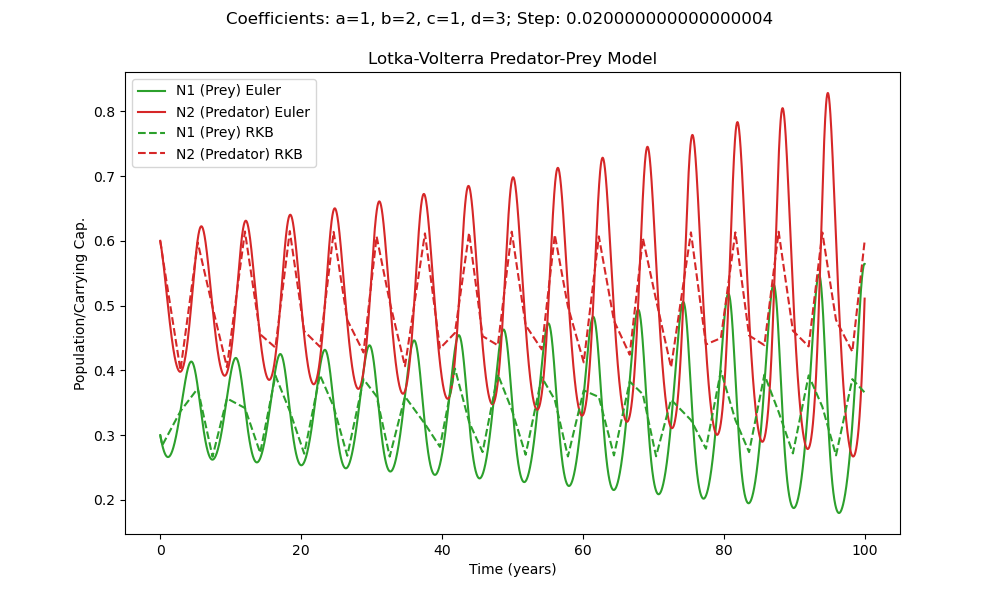 Coefficients: a=1, b=2, c=1, d=3; Step: 0.020000000000000004
Lotka-Volterra Predator-Prey Model
N1 (Prey) Euler
N2 (Predator) Euler
N1 (Prey) RKB
N2 (Predator) RKB
Population/Carrying Cap.
0.8
0.7
0.6
0.5
0.4
0.3
0.2
0 20 40 60 80 100
Time (years)